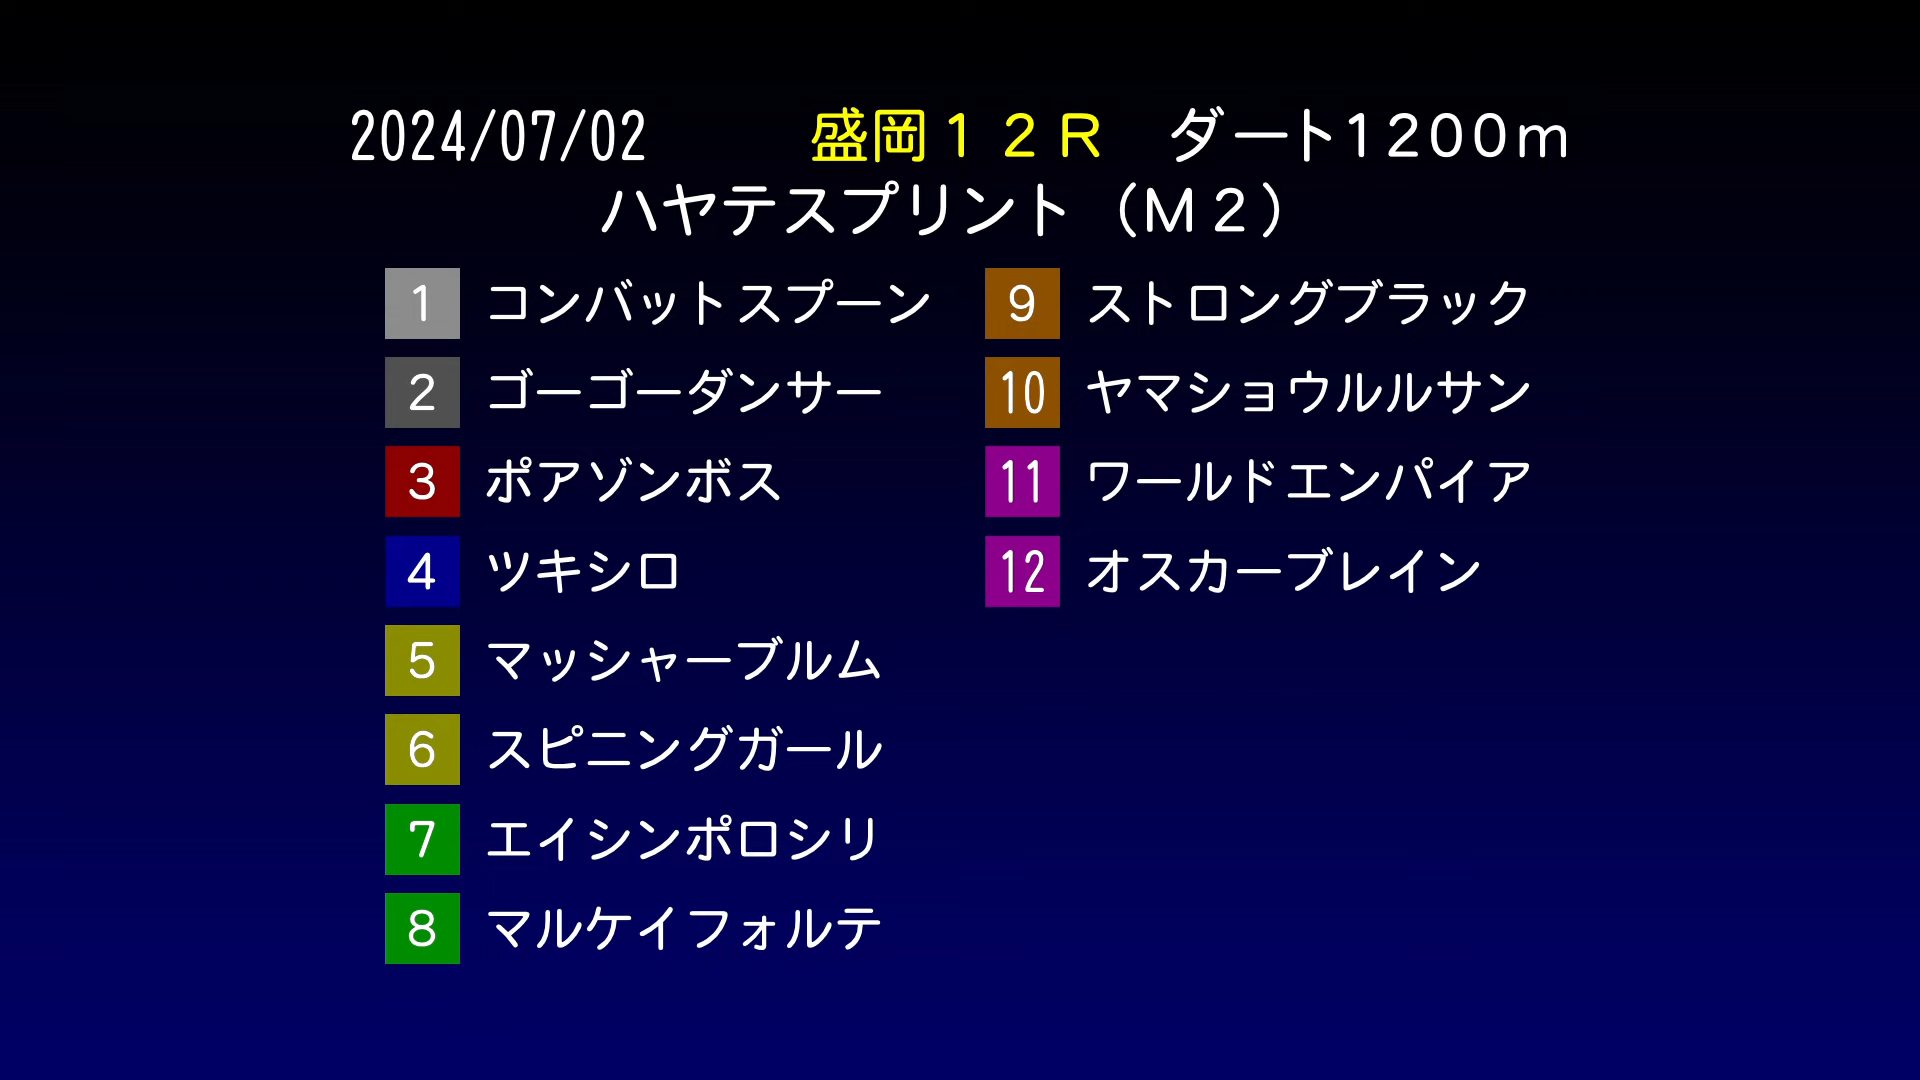 2024/07/02 盛岡12R ダート1200m
ハヤテスプリント（M2）
1 コンバットスプーン
2 ゴーゴーダンサー
3 ポアゾンボス
4 ツキシロ
5 マッシャーブルム
6 スピニングガール
7 エイシンポロシリ
8 マルケイフォルテ
9 ストロングブラック
10 ヤマショウルルサン
11 ワールドエンパイア
12 オスカーブレイン